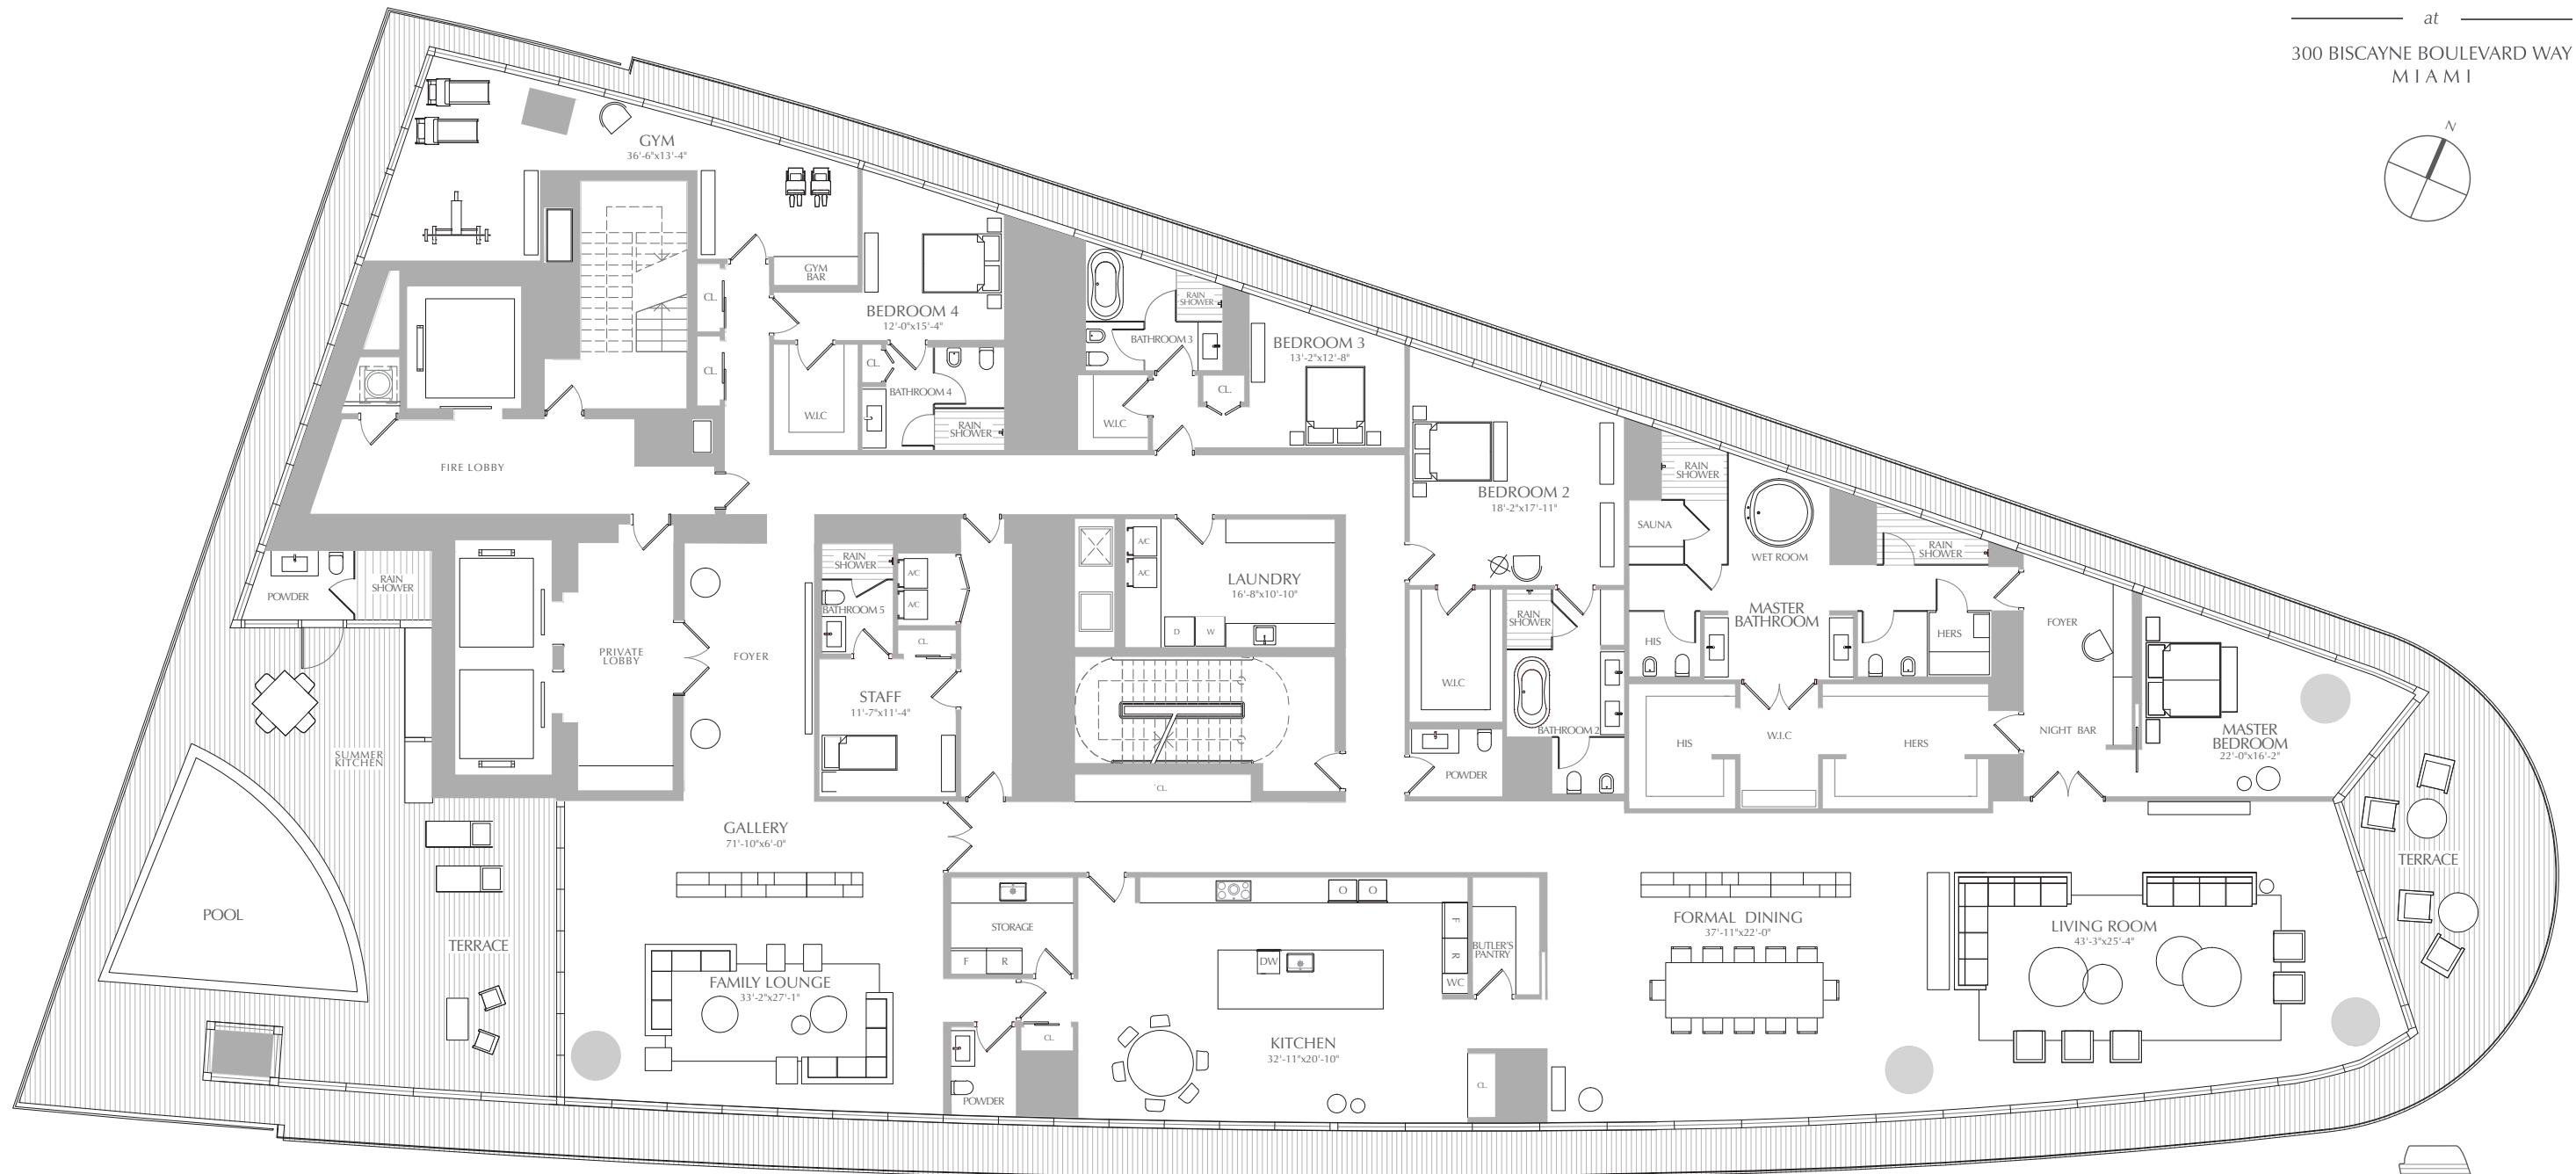 at
300 BISCAYNE BOULEVARD WAY
MIAMI
N
GYM
36'-6"x13'-4"
GYM
BAR
CL.
CL.
BEDROOM 4
12'-0"x15'-4"
W.I.C
CL.
BATHROOM 4
RAIN
SHOWER
RAIN
SHOWER
BATHROOM 3
W.I.C
CL.
BEDROOM 3
13'-2"x12'-8"
FIRE LOBBY
BEDROOM 2
18'-2"x17'-11"
RAIN
SHOWER
SAUNA
WET ROOM
RAIN
SHOWER
POWDER
RAIN
SHOWER
PRIVATE
LOBBY
FOYER
RAIN
SHOWER
A/C
A/C
BATHROOM 5
CL.
STAFF
11'-7"x11'-4"
A/C
A/C
LAUNDRY
16'-8"x10'-10"
D
W
CL.
W.I.C
RAIN
SHOWER
BATHROOM 2
POWDER
HIS
MASTER
BATHROOM
HERS
HIS
W.I.C
HERS
FOYER
NIGHT BAR
MASTER
BEDROOM
22'-0"x16'-2"
SUMMER
KITCHEN
POOL
TERRACE
GALLERY
71'-10"x6'-0"
FAMILY LOUNGE
33'-2"x27'-1"
STORAGE
F
R
CL.
POWDER
O
O
F
R
WC
DW
BUTLER'S
PANTRY
KITCHEN
32'-11"x20'-10"
CL.
FORMAL DINING
37'-11"x22'-0"
LIVING ROOM
43'-3"x25'-4"
TERRACE